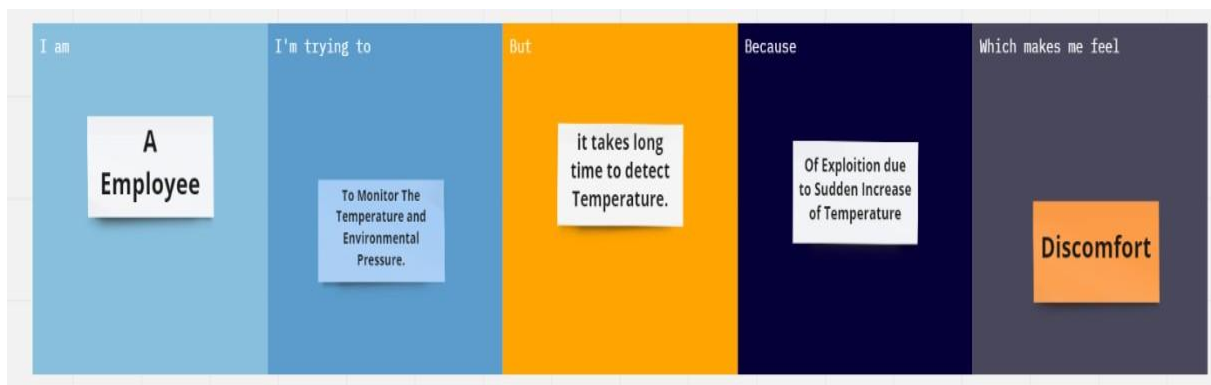 I am
A
Employee
I'm trying to
To Monitor The
Temperature and
Environmental
Pressure.
But
it takes long
time to detect
Temperature.
Because
Of Exploition due
to Sudden Increase
of Temperature
Which makes me feel
Discomfort